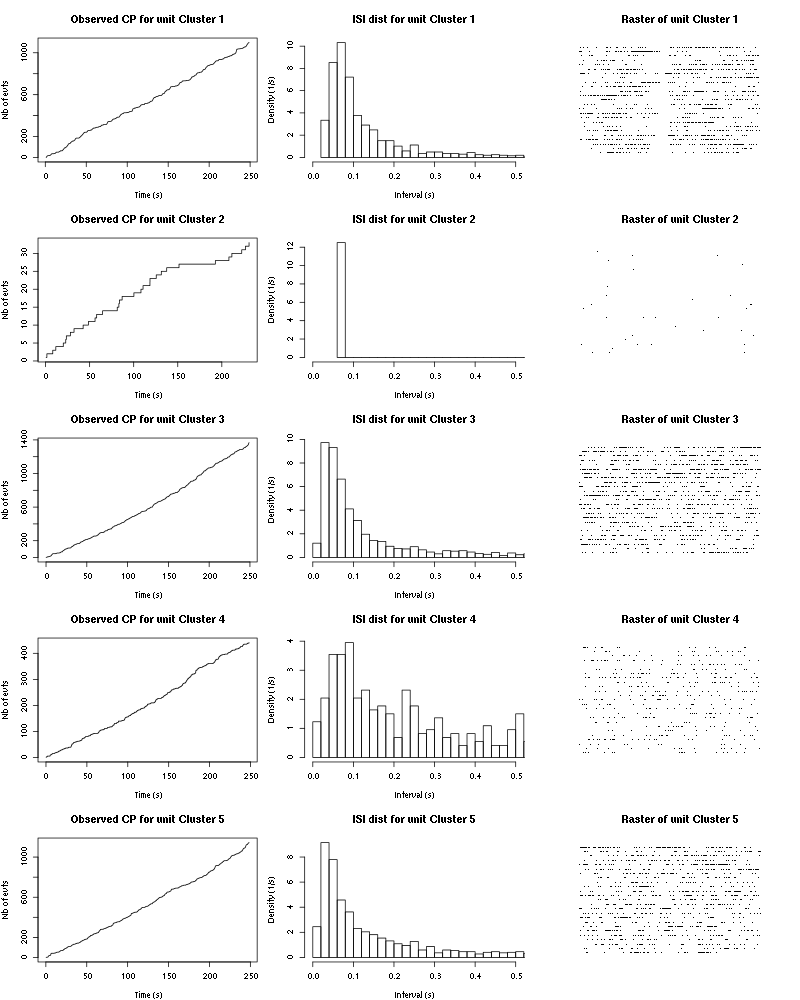 Observed CP for unit Cluster 1
ISI dist for unit Cluster 1
Raster of unit Cluster 1
Nb of evts
0 200 600 1000
0 50 100 150 200 250
Time (s)
Density (1/s)
0 2 4 6 8 10
0.0 0.1 0.2 0.3 0.4 0.5
Interval (s)
Observed CP for unit Cluster 2
ISI dist for unit Cluster 2
Raster of unit Cluster 2
Nb of evts
0 5 10 15 20 25 30
0 50 100 150 200
Time (s)
Density (1/s)
0 2 4 6 8 10 12
0.0 0.1 0.2 0.3 0.4 0.5
Interval (s)
Observed CP for unit Cluster 3
ISI dist for unit Cluster 3
Raster of unit Cluster 3
Nb of evts
0 200 600 1000 1400
0 50 100 150 200 250
Time (s)
Density (1/s)
0 2 4 6 8 10
0.0 0.1 0.2 0.3 0.4 0.5
Interval (s)
Observed CP for unit Cluster 4
ISI dist for unit Cluster 4
Raster of unit Cluster 4
Nb of evts
0 100 200 300 400
0 50 100 150 200 250
Time (s)
Density (1/s)
0 1 2 3 4
0.0 0.1 0.2 0.3 0.4 0.5
Interval (s)
Observed CP for unit Cluster 5
ISI dist for unit Cluster 5
Raster of unit Cluster 5
Nb of evts
0 200 600 1000
0 50 100 150 200 250
Time (s)
Density (1/s)
0 2 4 6 8
0.0 0.1 0.2 0.3 0.4 0.5
Interval (s)